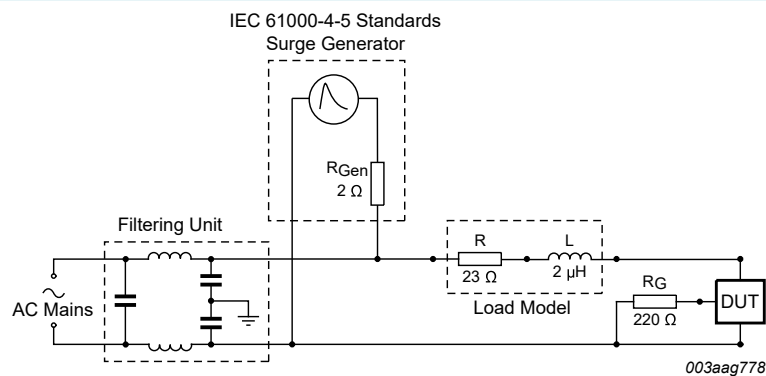 IEC 61000-4-5 Standards
Surge Generator
RGen
2 Ω
Filtering Unit
R
L
23 Ω
2 μH
RG
DUT
AC Mains
Load Model
220 Ω
003aag778